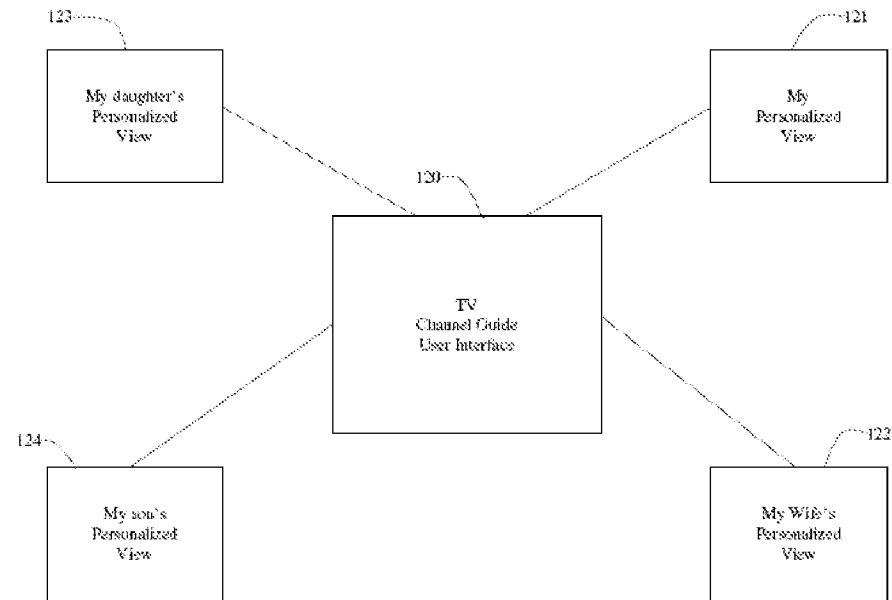 123
121
My daughter's
Personalized
View
My
Personalized
View
120
TV
Channel Guide
User Interface
124
122
My son's
Personalized
View
My Wife's
Personalized
View